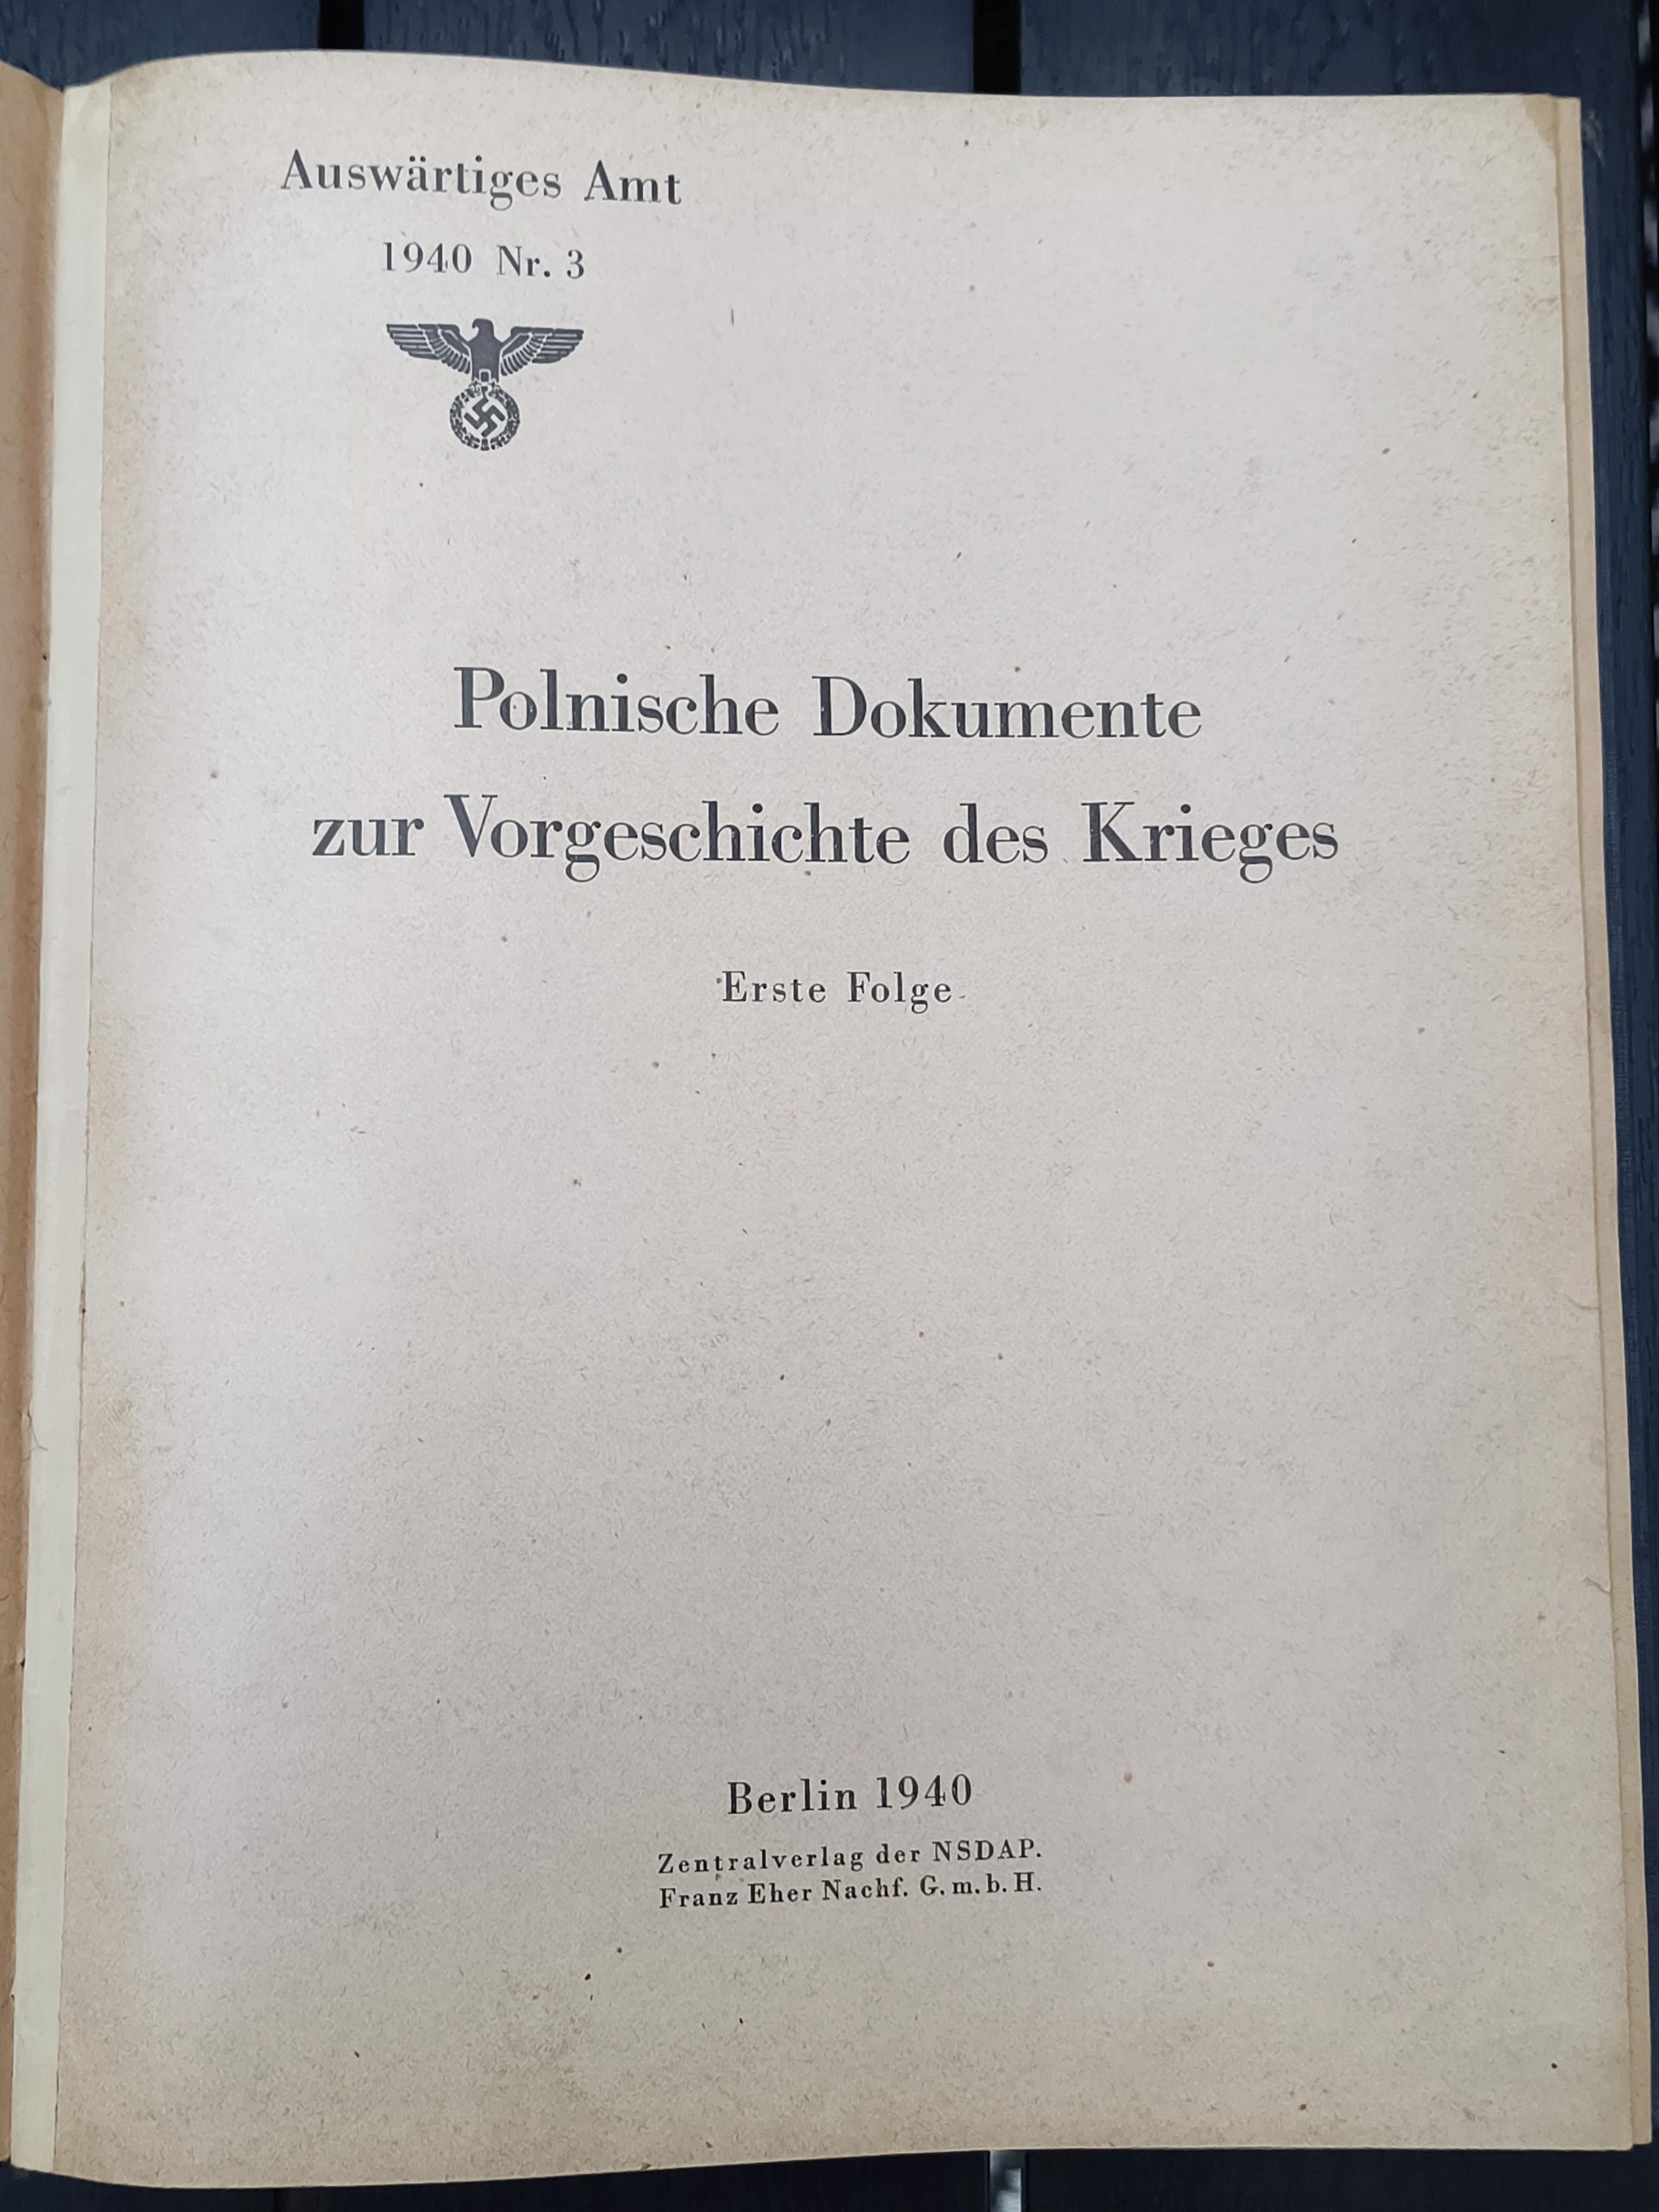 Auswärtiges Amt
1940 Nr. 3
Polnische Dokumente
zur Vorgeschichte des Krieges
Erste Folge
Berlin 1940
Zentralverlag der NSDAP.
Franz Eher Nachf. G.m.b.H.